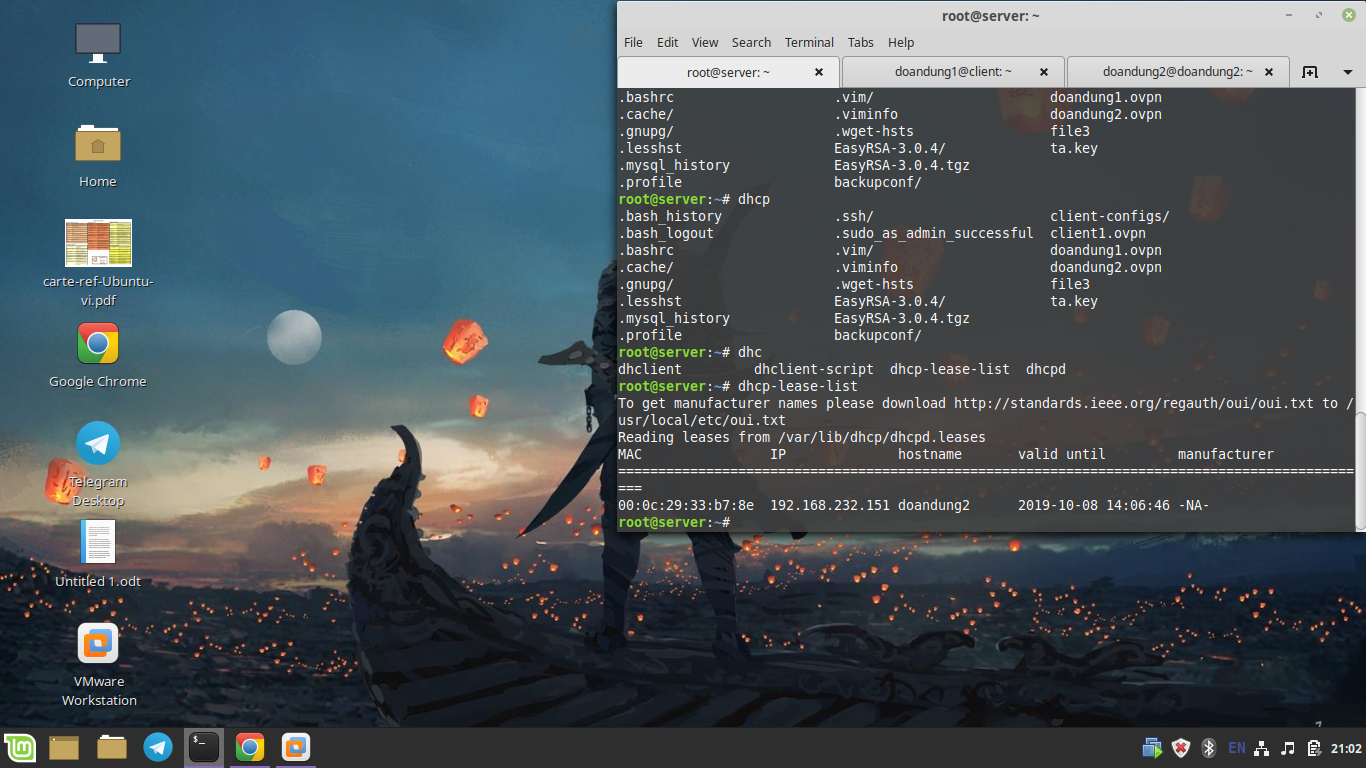 Computer
Home
carte-ref-Ubuntu-
vi.pdf
Google Chrome
Telegram
Desktop
Untitled 1.odt
VMware
Workstation
root@server: ~
File Edit View Search Terminal Tabs Help
root@server: ~ doandung1@client: ~ doandung2@doandung2: ~
.bashrc .vim/ doandung1.ovpn
.cache/ .viminfo doandung2.ovpn
.gnupg/ .wget-hsts file3
.lesshst EasyRSA-3.0.4/ ta.key
.mysql_history EasyRSA-3.0.4.tgz
.profile backupconf/
root@server:~# dhcp
.bash_history .ssh/ client-configs/
.bash_logout .sudo_as_admin_successful client1.ovpn
.bashrc .vim/ doandung1.ovpn
.cache/ .viminfo doandung2.ovpn
.gnupg/ .wget-hsts file3
.lesshst EasyRSA-3.0.4/ ta.key
.mysql_history EasyRSA-3.0.4.tgz
.profile backupconf/
root@server:~# dhc
dhclient dhclient-script dhcp-lease-list dhcpd
root@server:~# dhcp-lease-list
To get manufacturer names please download http://standards.ieee.org/regauth/oui/oui.txt to /
usr/local/etc/oui.txt
Reading leases from /var/lib/dhcp/dhcpd.leases
MAC IP hostname valid until manufacturer
============================================================================================
===
00:0c:29:33:b7:8e 192.168.232.151 doandung2 2019-10-08 14:06:46 -NA-
root@server:~#
EN 21:02